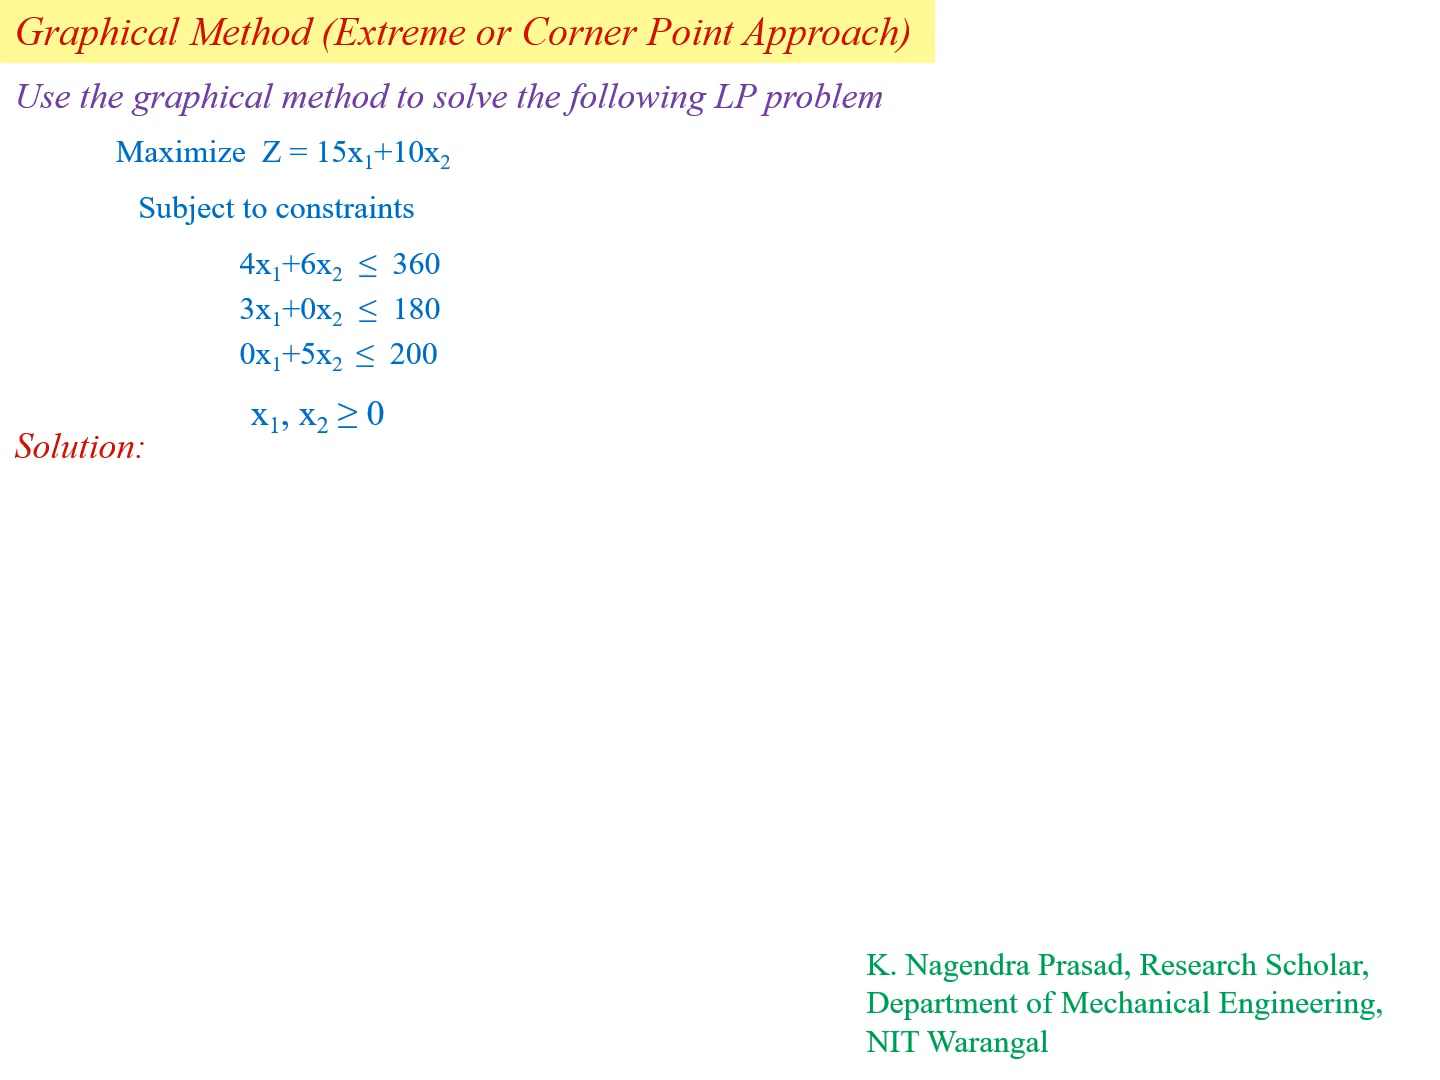 Graphical Method (Extreme or Corner Point Approach)
Use the graphical method to solve the following LP problem
Maximize Z = 15x₁+10x₂
Subject to constraints
4x₁+6x₂ ≤ 360
3x₁+0x₂ ≤ 180
0x₁+5x₂ ≤ 200
x₁, x₂ ≥ 0
Solution:
K. Nagendra Prasad, Research Scholar,
Department of Mechanical Engineering,
NIT Warangal